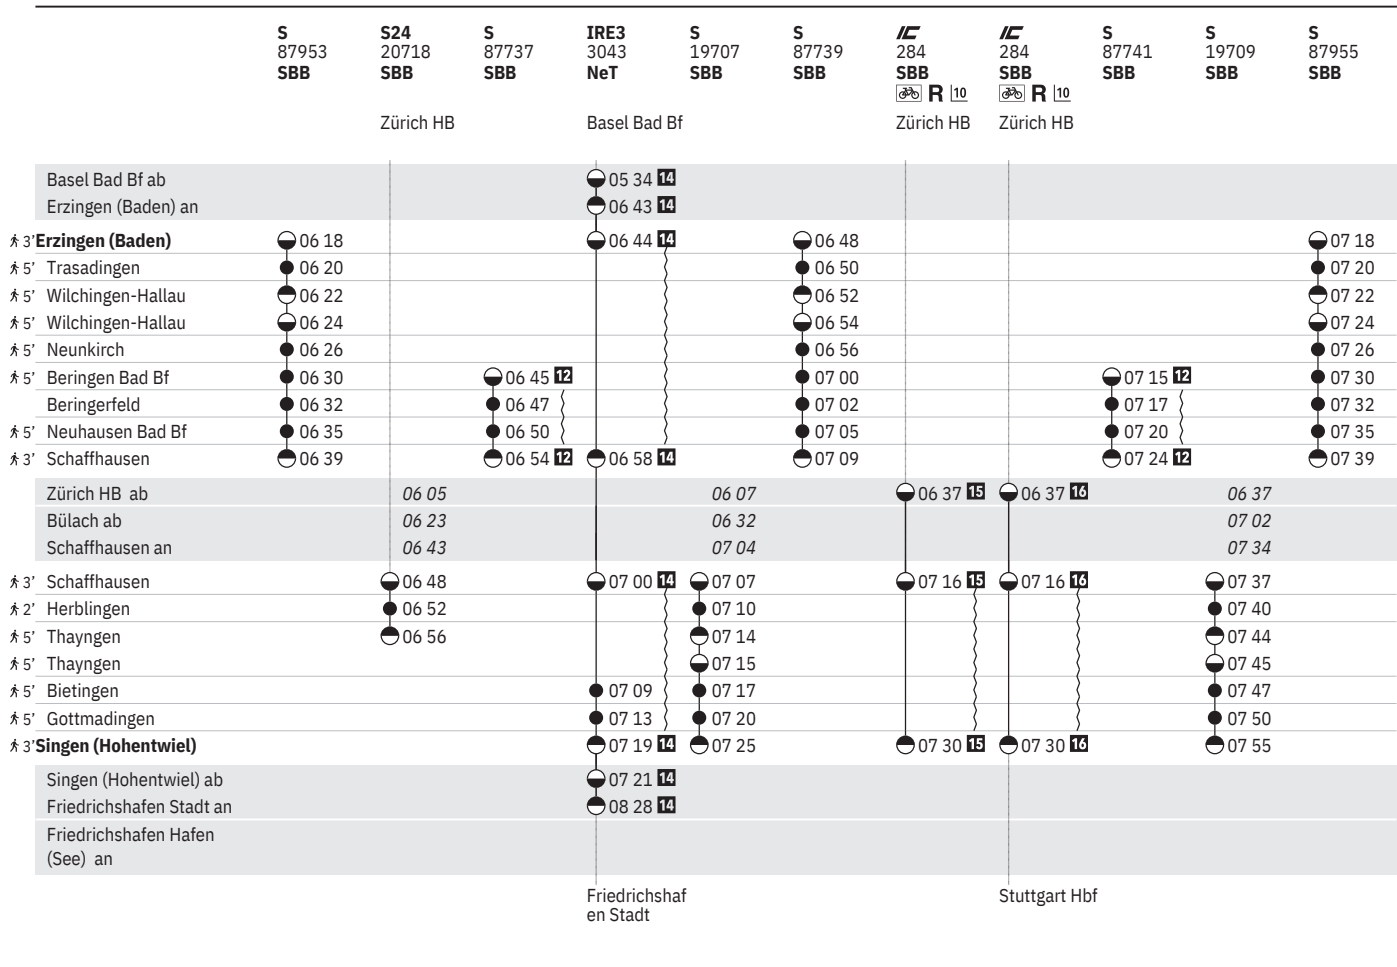 S S24 S IRE3 S S IC IC S S S
87953 20718 87737 3043 19707 87739 284 284 87741 19709 87955
SBB SBB SBB NeT SBB SBB SBB SBB SBB SBB SBB
R 10 R 10
Zürich HB Basel Bad Bf Zürich HB Zürich HB
Basel Bad Bf ab 05 34 14
Erzingen (Baden) an 06 43 14
3' Erzingen (Baden) 06 18 06 44 14 06 48 07 18
5' Trasadingen 06 20 06 50 07 20
5' Wilchingen-Hallau 06 22 06 52 07 22
5' Wilchingen-Hallau 06 24 06 54 07 24
5' Neunkirch 06 26 06 56 07 26
5' Beringen Bad Bf 06 30 06 45 12 07 00 07 15 12 07 30
Beringerfeld 06 32 06 47 07 02 07 17 07 32
5' Neuhausen Bad Bf 06 35 06 50 07 05 07 20 07 35
3' Schaffhausen 06 39 06 54 12 06 58 14 07 09 07 24 12 07 39
Zürich HB ab 06 05 06 07 06 37 15 06 37 16 06 37
Bülach ab 06 23 06 32 07 02
Schaffhausen an 06 43 07 04 07 34
3' Schaffhausen 06 48 07 00 14 07 07 07 16 15 07 16 16 07 37
2' Herblingen 06 52 07 10 07 40
5' Thayngen 06 56 07 14 07 44
5' Thayngen 07 15 07 45
5' Bietingen 07 09 07 17 07 47
5' Gottmadingen 07 13 07 20 07 50
3' Singen (Hohentwiel) 07 19 14 07 25 07 30 15 07 30 16 07 55
Singen (Hohentwiel) ab 07 21 14
Friedrichshafen Stadt an 08 28 14
Friedrichshafen Hafen
(See) an
Friedrichshaf Stuttgart Hbf
en Stadt